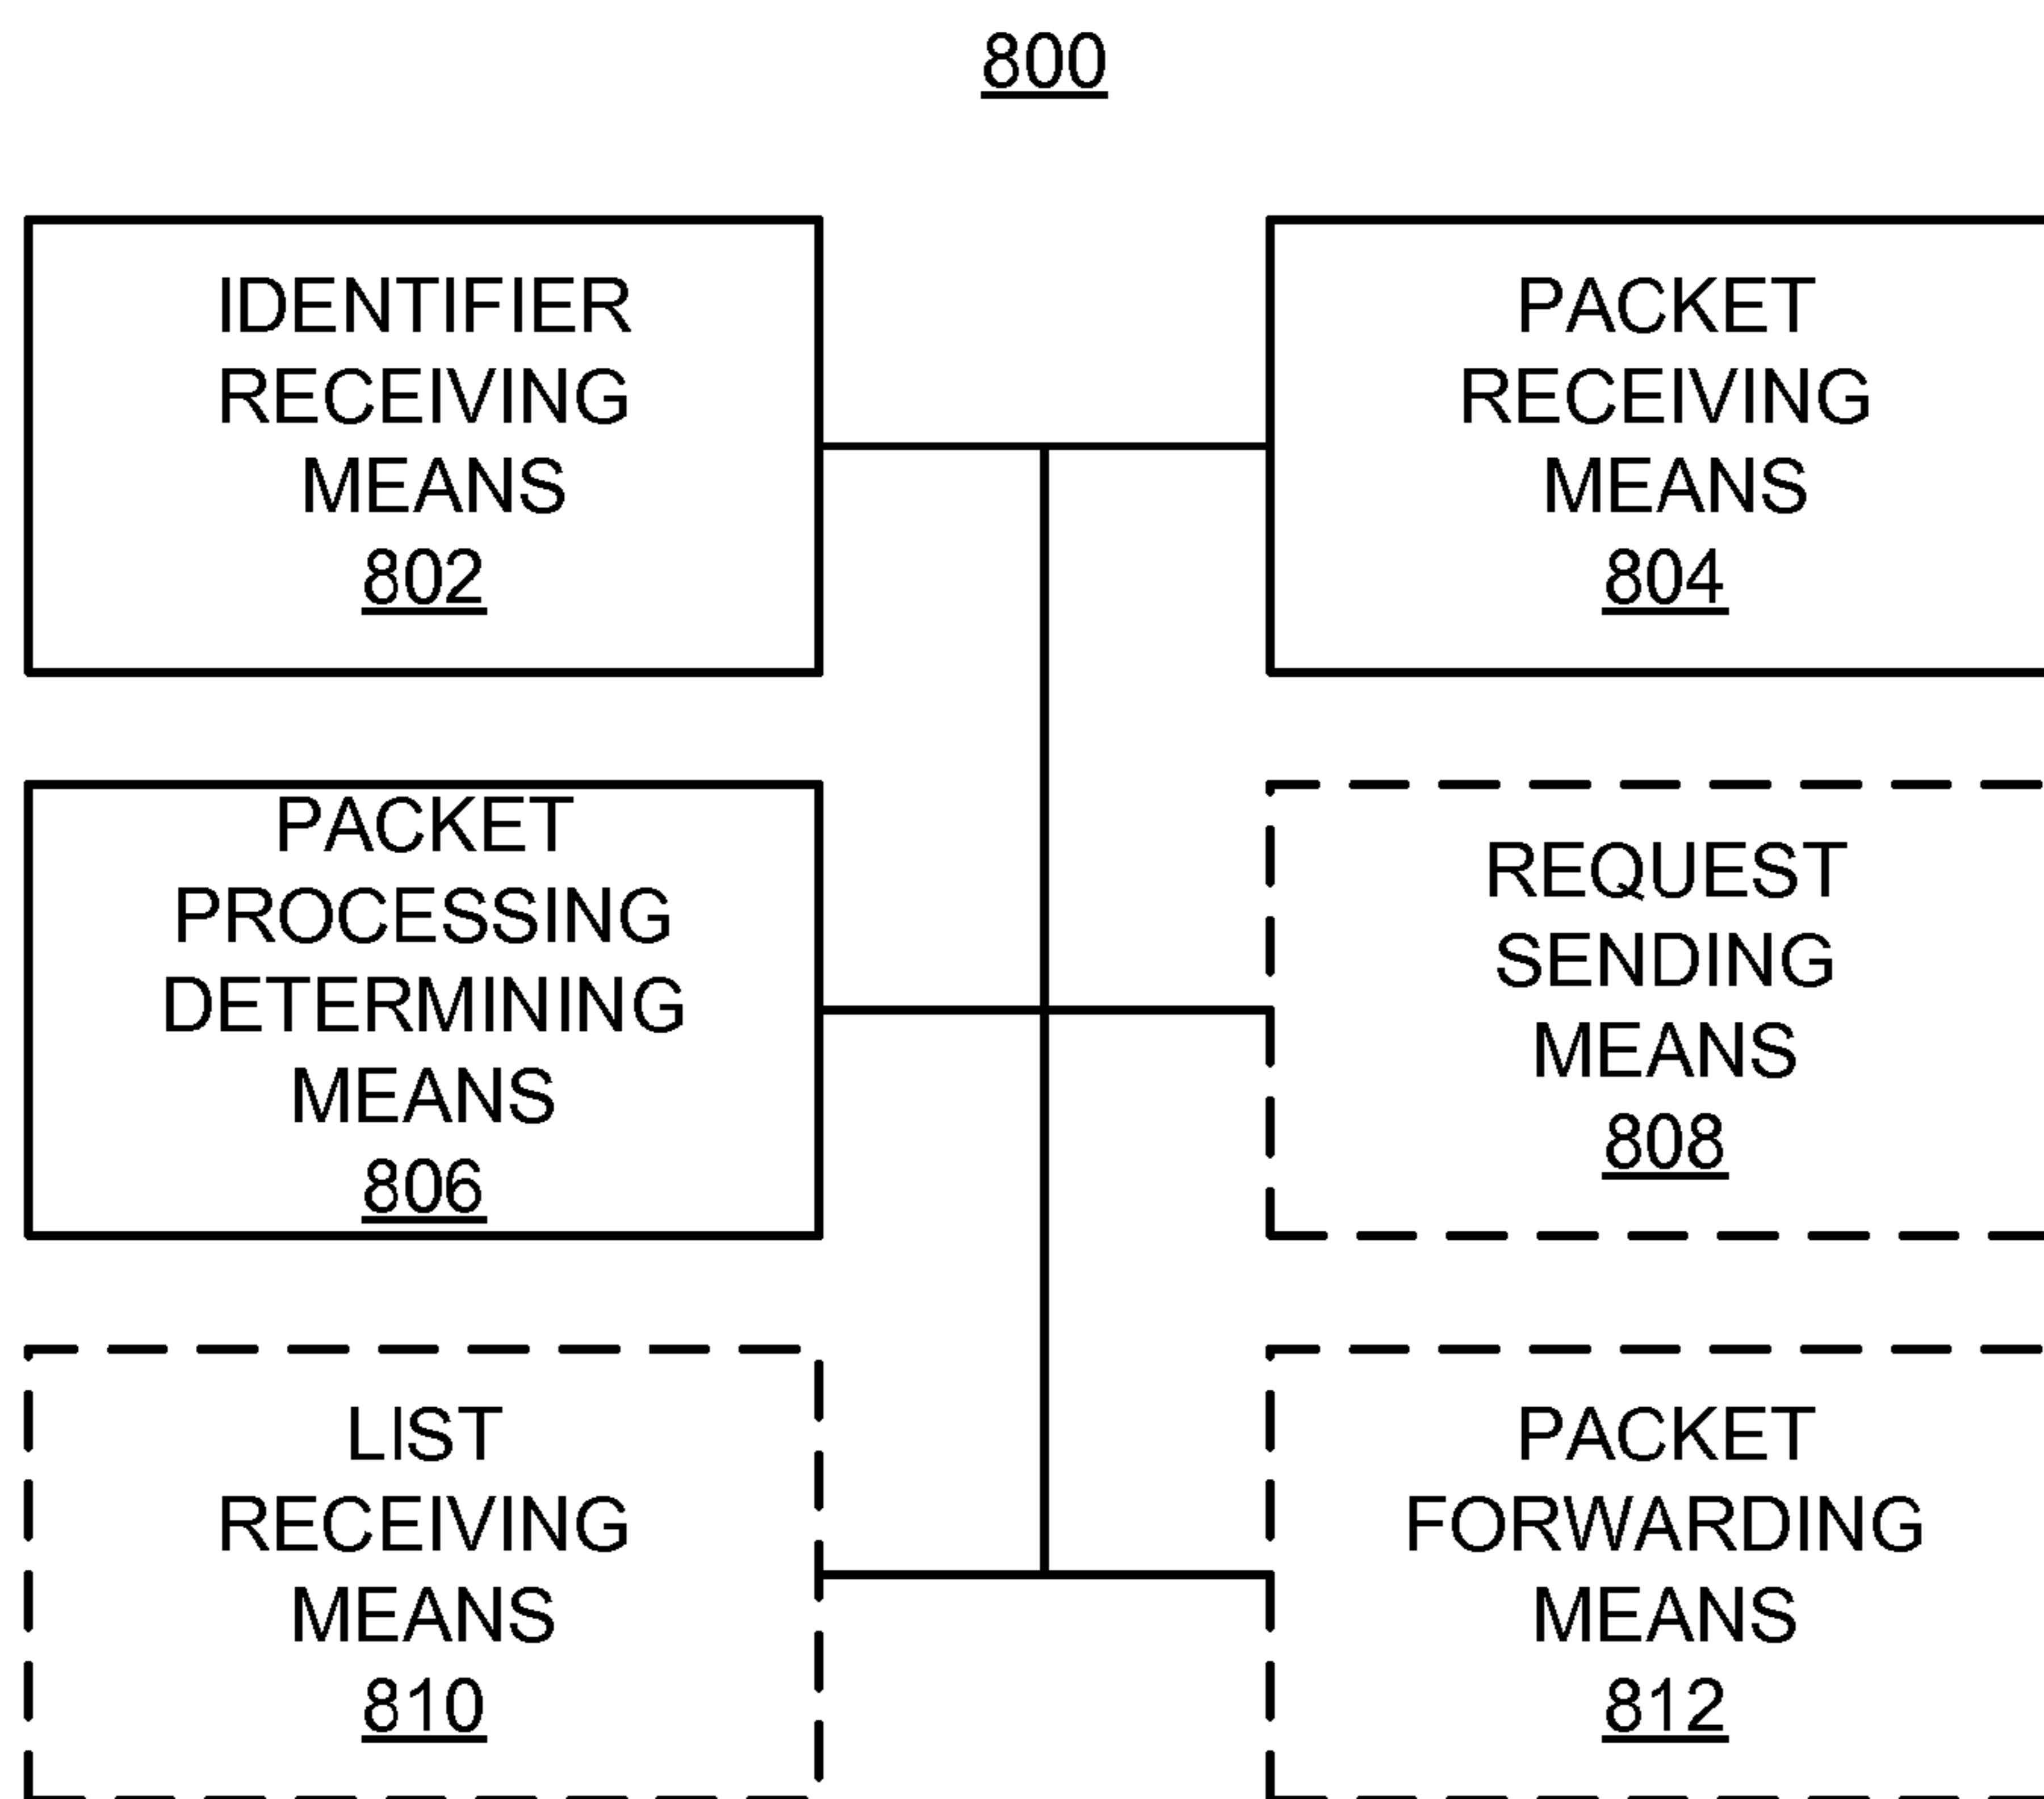 800
IDENTIFIER
RECEIVING
MEANS
802
PACKET
RECEIVING
MEANS
804
PACKET
PROCESSING
DETERMINING
MEANS
806
REQUEST
SENDING
MEANS
808
LIST
RECEIVING
MEANS
810
PACKET
FORWARDING
MEANS
812